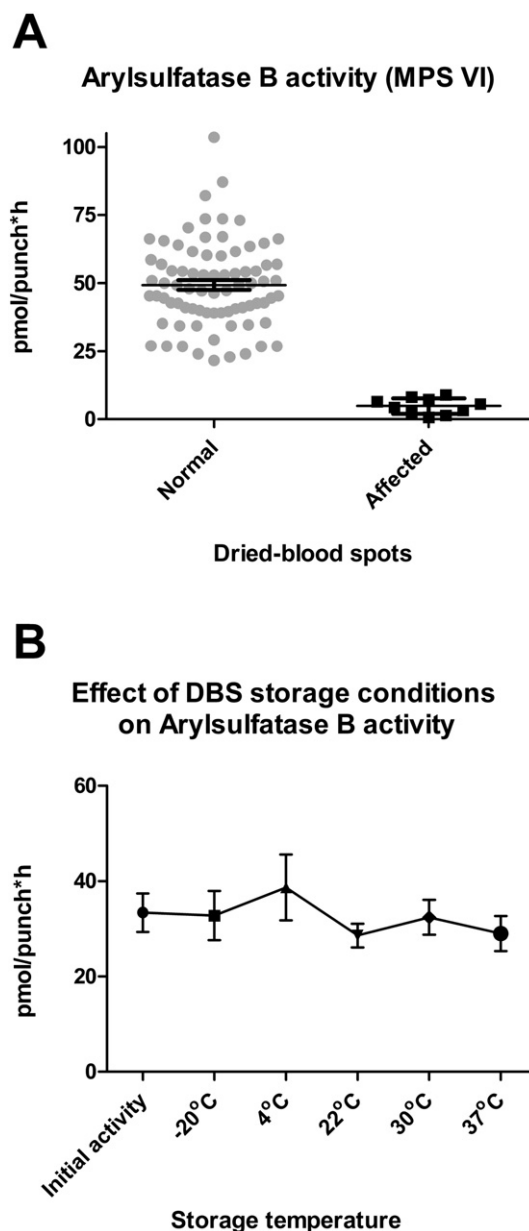 A
Arylsulfatase B activity (MPS VI)
100
75
50
25
0
pmol/punch*h
Normal
Affected
Dried-blood spots
B
Effect of DBS storage conditions
on Arylsulfatase B activity
60
40
20
0
pmol/punch*h
Initial activity
-20°C
4°C
22°C
30°C
37°C
Storage temperature